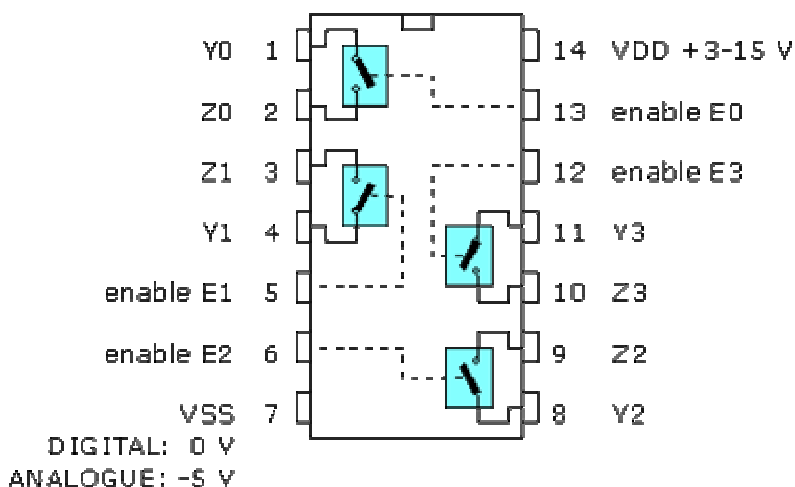 Y0 1 14 VDD +3-15 V
Z0 2 13 enable E0
Z1 3 12 enable E3
Y1 4 11 Y3
enable E1 5 10 Z3
enable E2 6 9 Z2
VSS 7 8 Y2
DIGITAL: 0 V
ANALOGUE: -5 V